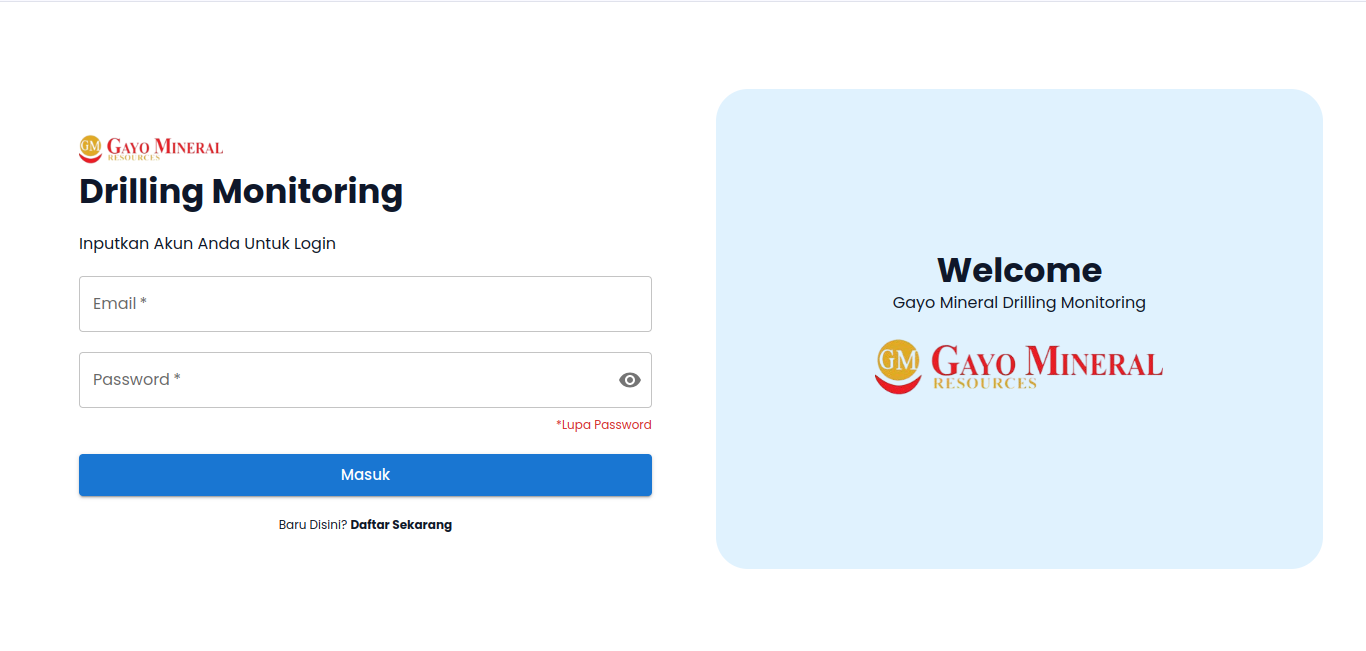 GM GAYO MINERAL
RESOURCES
Drilling Monitoring
Inputkan Akun Anda Untuk Login
Email *
Password *
*Lupa Password
Masuk
Baru Disini? Daftar Sekarang
Welcome
Gayo Mineral Drilling Monitoring
GM GAYO MINERAL
RESOURCES